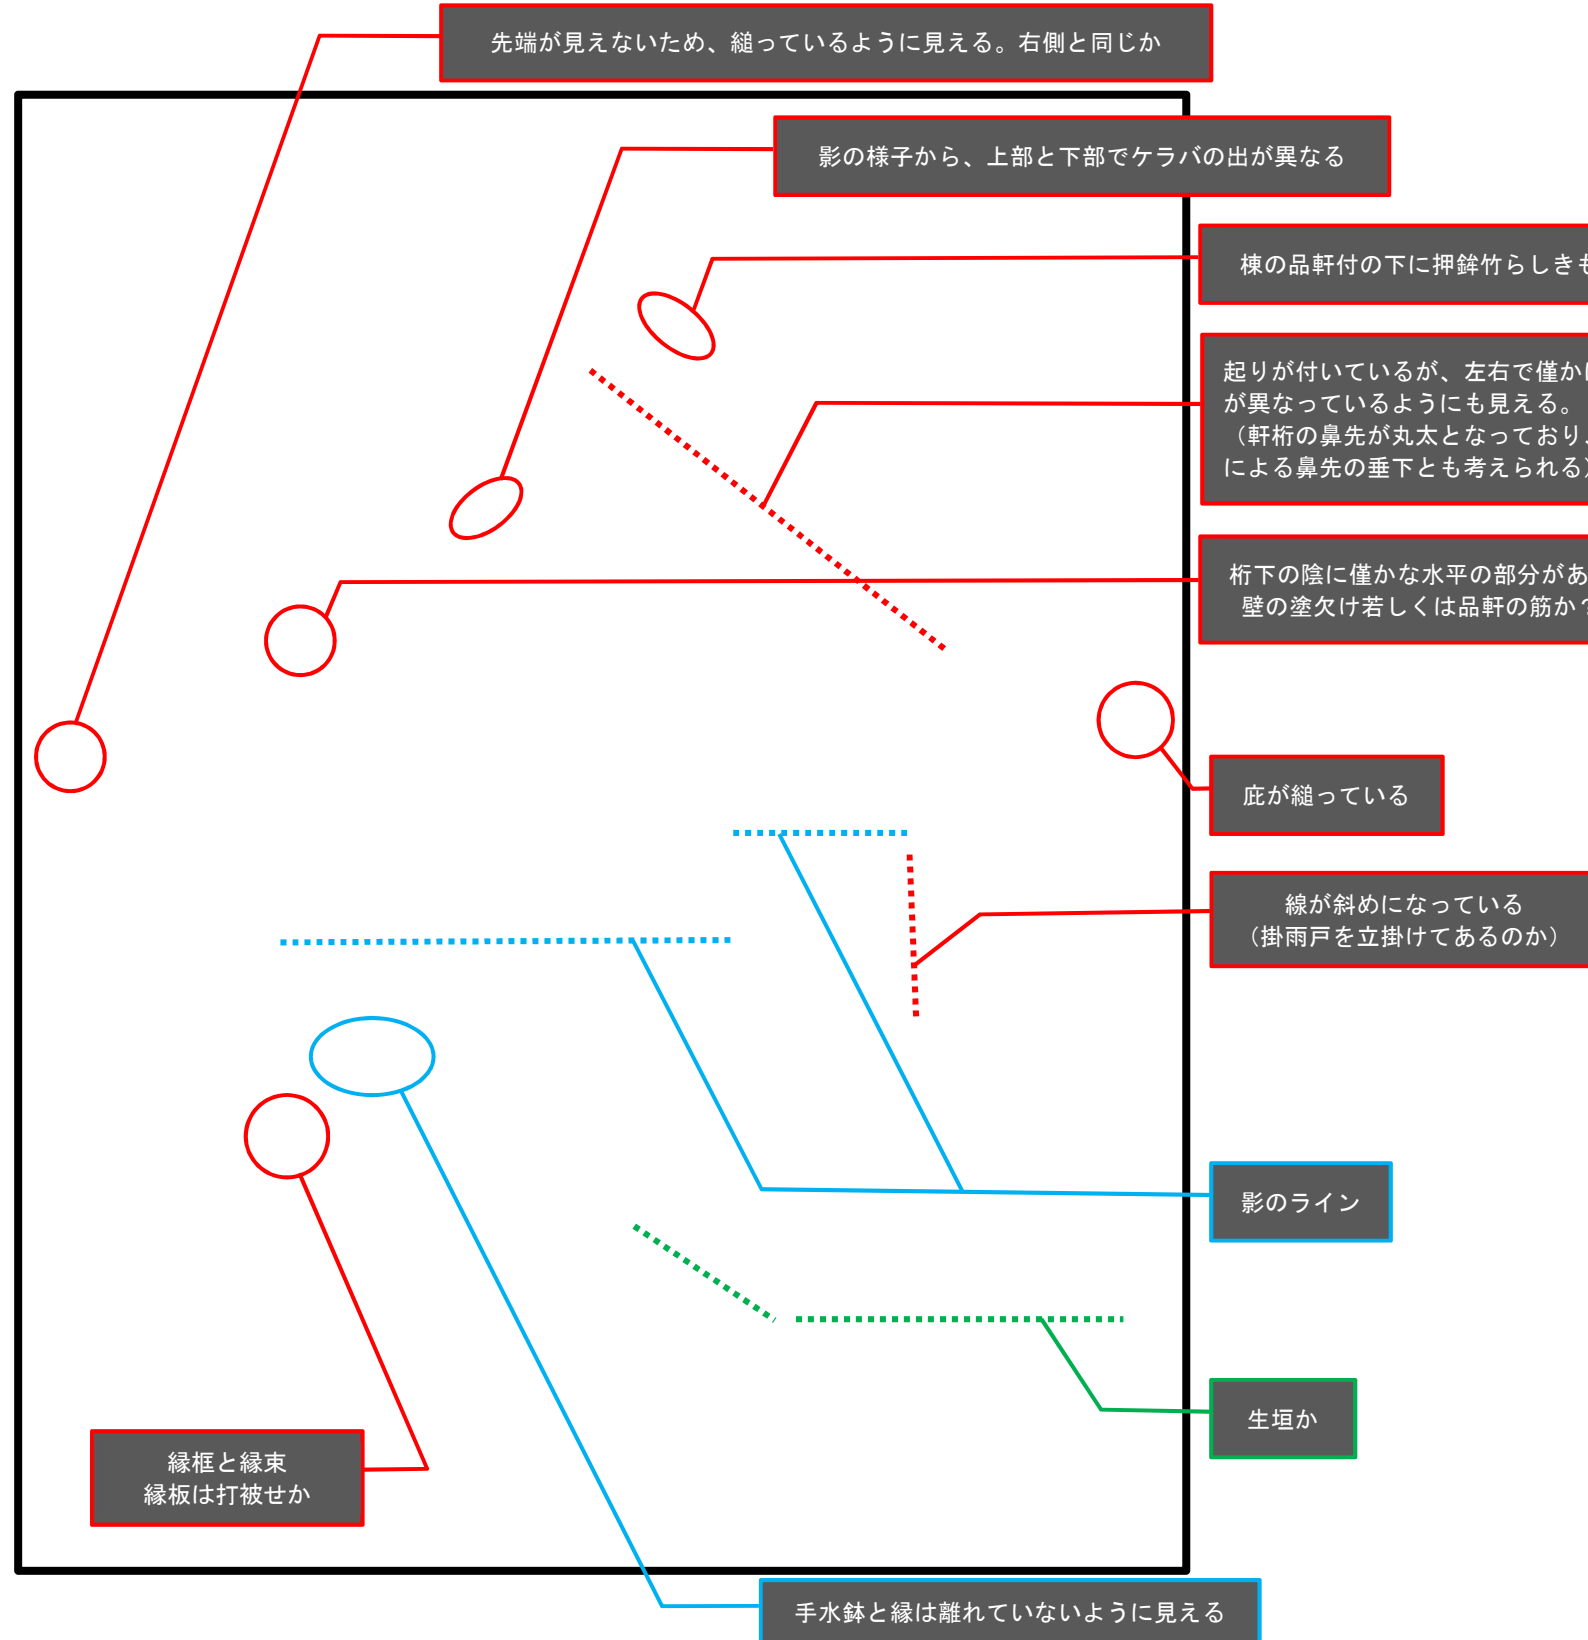 先端が見えないため、縋っているように見える。右側と同じか
影の様子から、上部と下部でケラバの出が異なる
棟の品軒付の下に押鉾竹らしきも
起りが付いているが、左右で僅かに
が異なっているようにも見える。
（軒桁の鼻先が丸太となっており、
による鼻先の垂下とも考えられる）
桁下の陰に僅かな水平の部分があ
壁の塗欠け若しくは品軒の筋か？
庇が縋っている
線が斜めになっている
（掛雨戸を立掛けてあるのか）
影のライン
生垣か
縁框と縁束
縁板は打被せか
手水鉢と縁は離れていないように見える